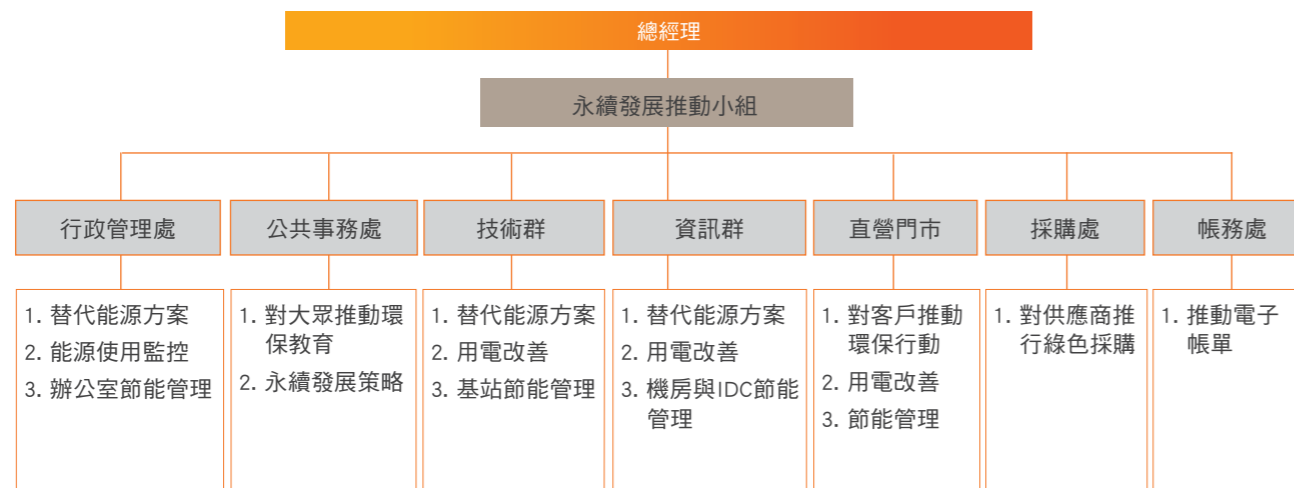 總經理
永續發展推動小組
行政管理處
公共事務處
技術群
資訊群
直營門市
採購處
帳務處
1. 替代能源方案
2. 能源使用監控
3. 辦公室節能管理
1. 對大眾推動環
保教育
2. 永續發展策略
1. 替代能源方案
2. 用電改善
3. 基站節能管理
1. 替代能源方案
2. 用電改善
3. 機房與IDC節能
管理
1. 對客戶推動
環保行動
2. 用電改善
3. 節能管理
1. 對供應商推
行綠色採購
1. 推動電子
帳單